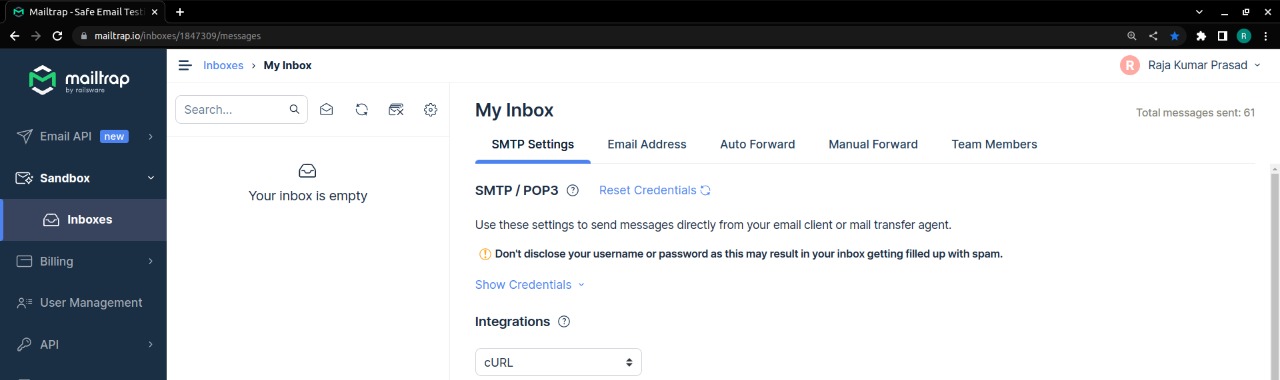 Mailtrap - Safe Email Testi
mailtrap.io/inboxes/1847309/messages
R
mailtrap
by railsware
Inboxes › My Inbox
R Raja Kumar Prasad
Search...
My Inbox
Total messages sent: 61
Email API new
SMTP Settings Email Address Auto Forward Manual Forward Team Members
Sandbox
Your inbox is empty
SMTP / POP3 ? Reset Credentials
Inboxes
Use these settings to send messages directly from your email client or mail transfer agent.
Don't disclose your username or password as this may result in your inbox getting filled up with spam.
Billing
Show Credentials
User Management
Integrations ?
API
cURL